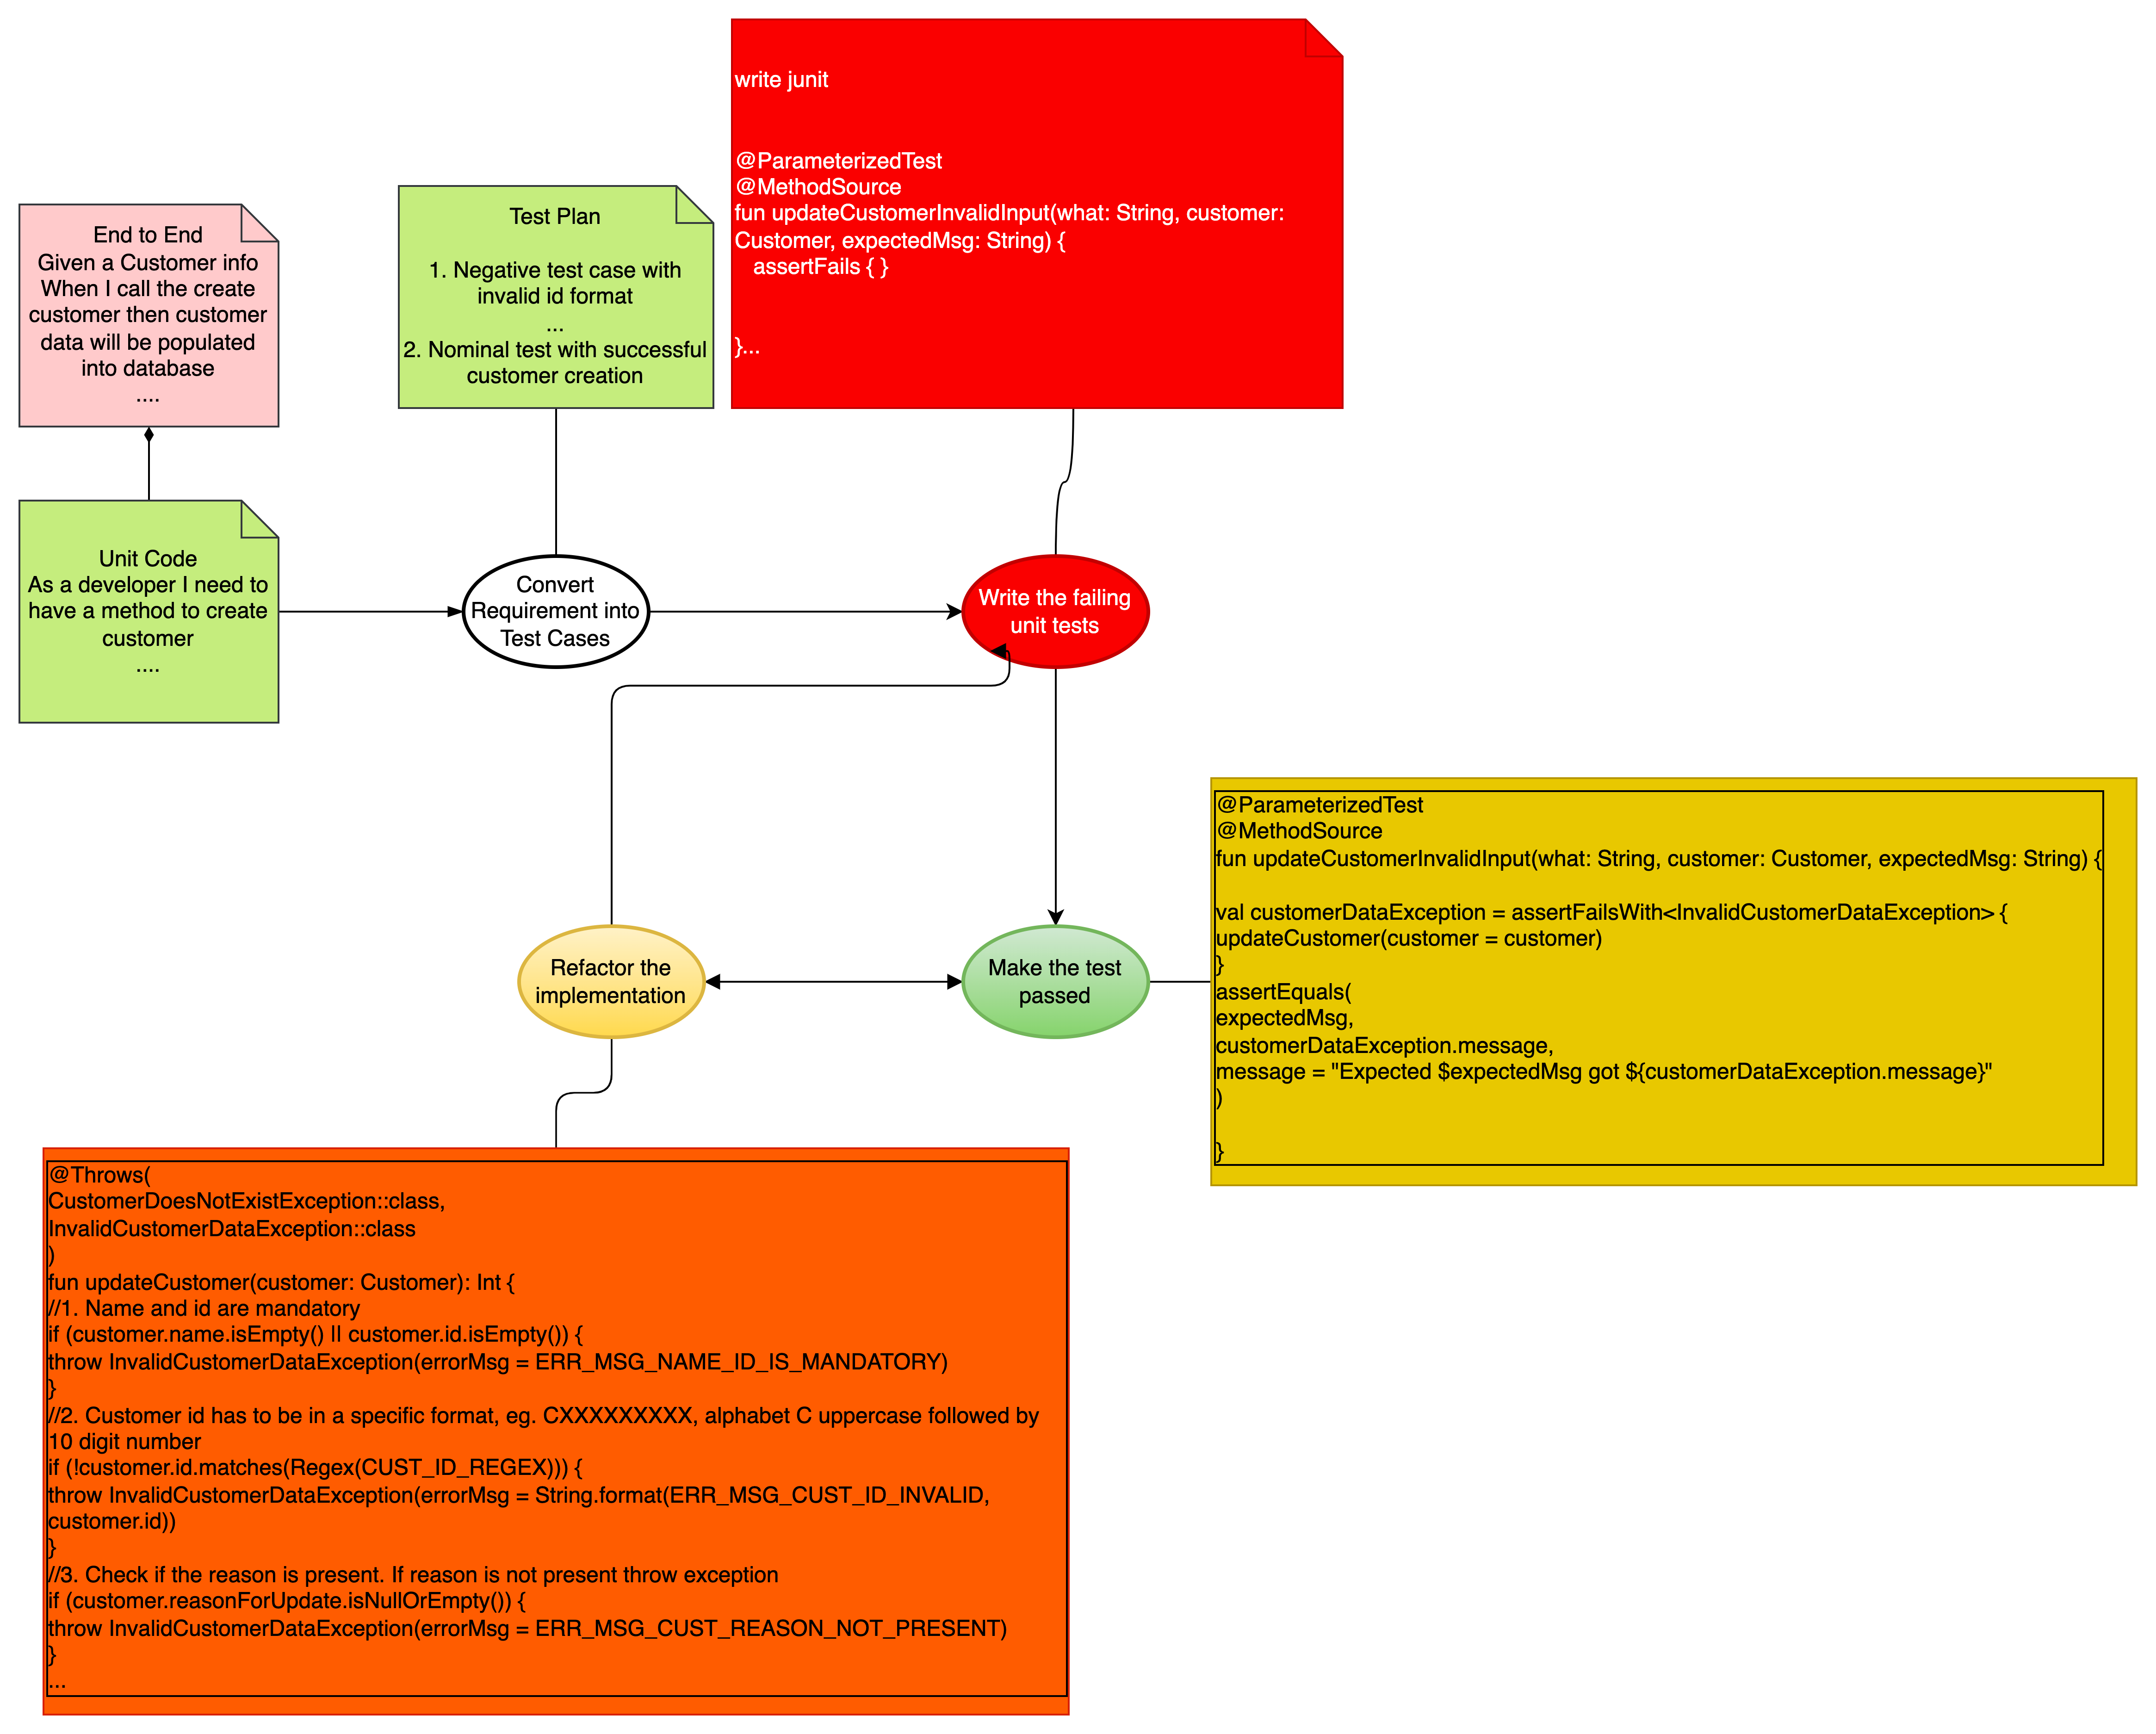 write junit
@ParameterizedTest
@MethodSource
fun updateCustomerInvalidInput(what: String, customer:
Customer, expectedMsg: String) {
assertFails { }
}...
Test Plan
1. Negative test case with
invalid id format
...
2. Nominal test with successful
customer creation
End to End
Given a Customer info
When I call the create
customer then customer
data will be populated
into database
....
Unit Code
As a developer I need to
have a method to create
customer
....
Convert
Requirement into
Test Cases
Write the failing
unit tests
Refactor the
implementation
Make the test
passed
@ParameterizedTest
@MethodSource
fun updateCustomerInvalidInput(what: String, customer: Customer, expectedMsg: String) {
val customerDataException = assertFailsWith<InvalidCustomerDataException> {
updateCustomer(customer = customer)
}
assertEquals(
expectedMsg,
customerDataException.message,
message = "Expected $expectedMsg got ${customerDataException.message}"
)
}
@Throws(
CustomerDoesNotExistException::class,
InvalidCustomerDataException::class
)
fun updateCustomer(customer: Customer): Int {
//1. Name and id are mandatory
if (customer.name.isEmpty() || customer.id.isEmpty()) {
throw InvalidCustomerDataException(errorMsg = ERR_MSG_NAME_ID_IS_MANDATORY)
}
//2. Customer id has to be in a specific format, eg. CXXXXXXXXX, alphabet C uppercase followed by
10 digit number
if (!customer.id.matches(Regex(CUST_ID_REGEX))) {
throw InvalidCustomerDataException(errorMsg = String.format(ERR_MSG_CUST_ID_INVALID,
customer.id))
}
//3. Check if the reason is present. If reason is not present throw exception
if (customer.reasonForUpdate.isNullOrEmpty()) {
throw InvalidCustomerDataException(errorMsg = ERR_MSG_CUST_REASON_NOT_PRESENT)
}
...